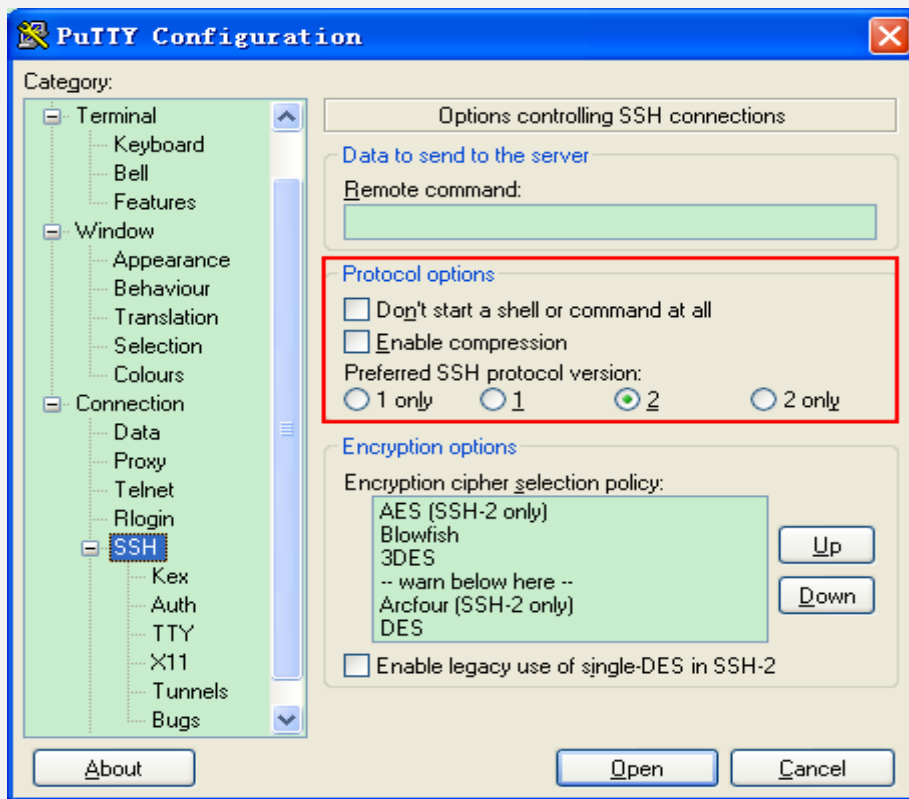 PuTTY Configuration
Category:
Terminal
Keyboard
Bell
Features
Window
Appearance
Behaviour
Translation
Selection
Colours
Connection
Data
Proxy
Telnet
Rlogin
SSH
Kex
Auth
TTY
X11
Tunnels
Bugs
Options controlling SSH connections
Data to send to the server
Remote command:
Protocol options
Don't start a shell or command at all
Enable compression
Preferred SSH protocol version:
1 only 1 2 2 only
Encryption options
Encryption cipher selection policy:
AES (SSH-2 only)
Blowfish
3DES
-- warn below here --
Arcfour (SSH-2 only)
DES
Up
Down
Enable legacy use of single-DES in SSH-2
About Open Cancel